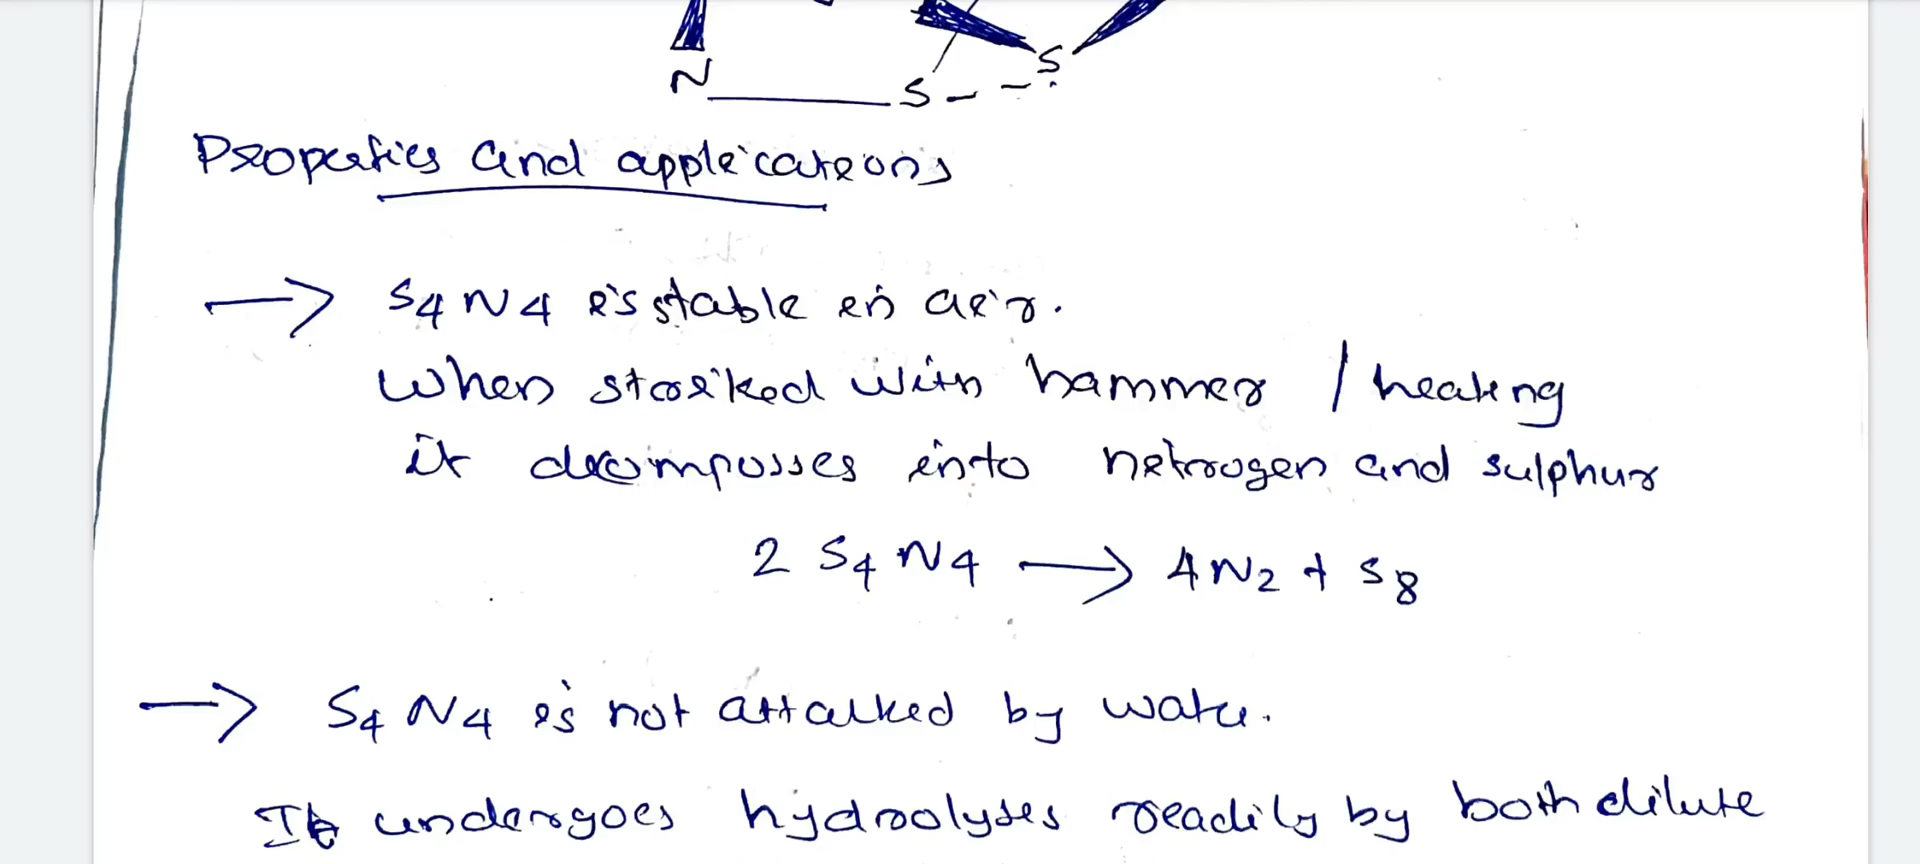 N S - - S
Properties and applications
→ S4N4 is stable in air.
When striked with hammer / heating
it decomposses into nitrogen and sulphur
2 S4N4 → 4N2 + S8
→ S4N4 is not attacked by water.
It undergoes hydrolyses readily by both dilute